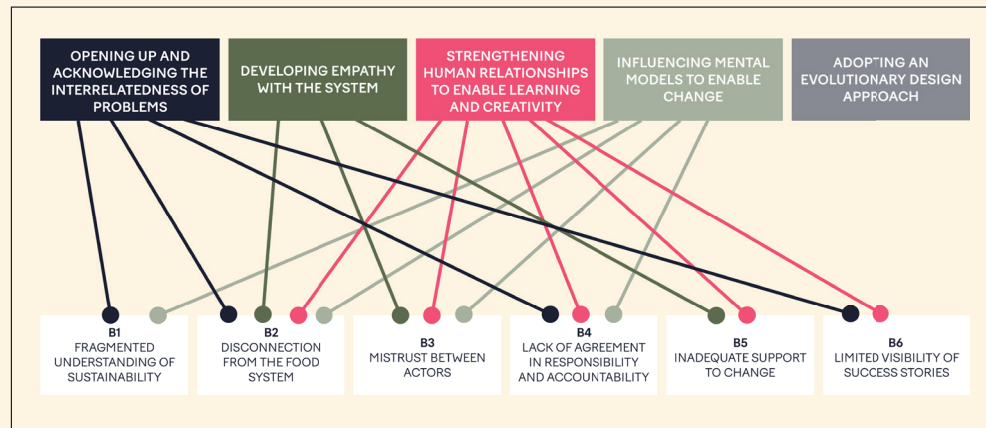 OPENING UP AND
ACKNOWLEDGING THE
INTERRELATEDNESS OF
PROBLEMS
DEVELOPING EMPATHY
WITH THE SYSTEM
STRENGTHENING
HUMAN RELATIONSHIPS
TO ENABLE LEARNING
AND CREATIVITY
INFLUENCING MENTAL
MODELS TO ENABLE
CHANGE
ADOPTING AN
EVOLUTIONARY DESIGN
APPROACH
B1
FRAGMENTED
UNDERSTANDING OF
SUSTAINABILITY
B2
DISCONNECTION
FROM THE FOOD
SYSTEM
B3
MISTRUST BETWEEN
ACTORS
B4
LACK OF AGREEMENT
IN RESPONSIBILITY
AND ACCOUNTABILITY
B5
INADEQUATE SUPPORT
TO CHANGE
B6
LIMITED VISIBILITY OF
SUCCESS STORIES